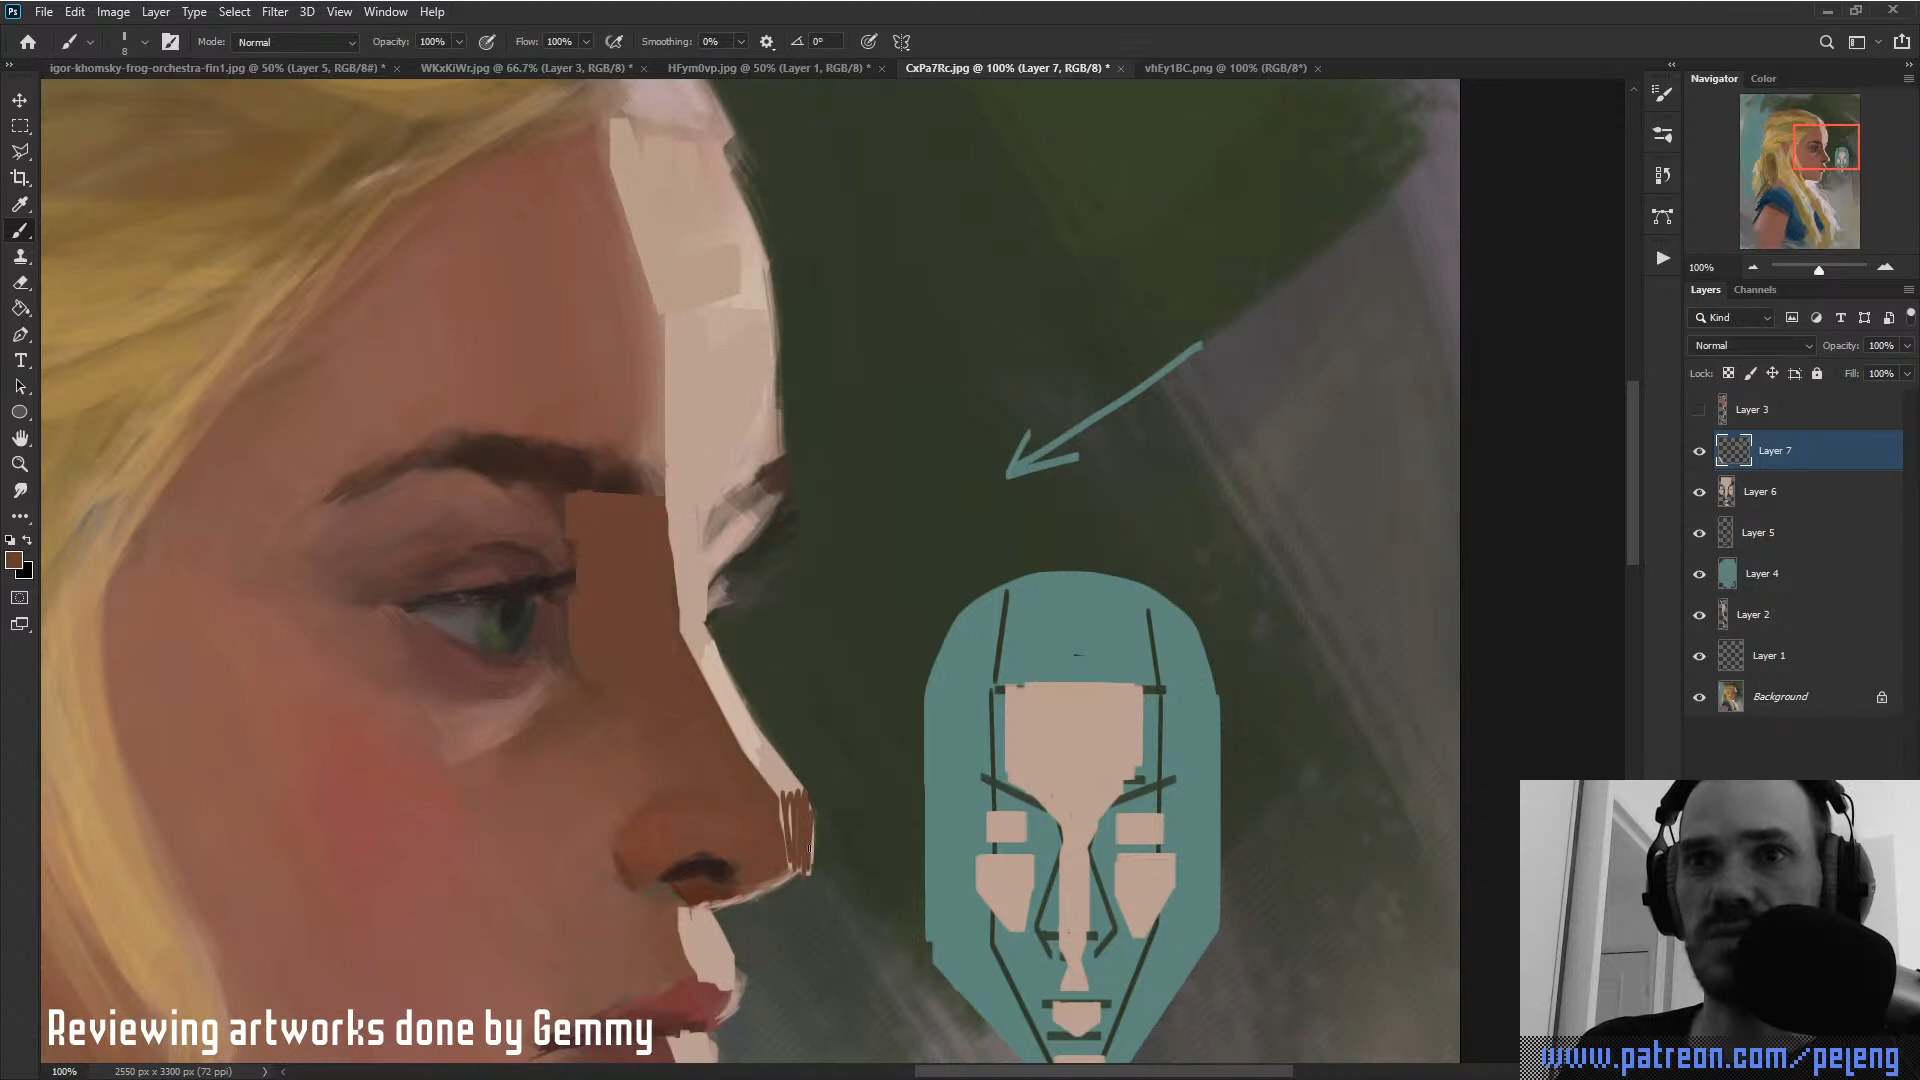 Ps File Edit Image Layer Type Select Filter 3D View Window Help
8 Mode: Normal Opacity: 100% Flow: 100% Smoothing: 0% 0°
igor-khomsky-frog-orchestra-fin1.jpg @ 50% (Layer 5, RGB/8#) * WKxKiWr.jpg @ 66.7% (Layer 3, RGB/8) * HFym0vp.jpg @ 50% (Layer 1, RGB/8) * CxPa7Rc.jpg @ 100% (Layer 7, RGB/8) * vhEy1BC.png @ 100% (RGB/8*)
Navigator Color
100%
Layers Channels
Kind
Normal Opacity: 100%
Lock: Fill: 100%
Layer 3
Layer 7
Layer 6
Layer 5
Layer 4
Layer 2
Layer 1
Background
Reviewing artworks done by Gemmy
www.patreon.com/peleng
100% 2550 px x 3300 px (72 ppi)